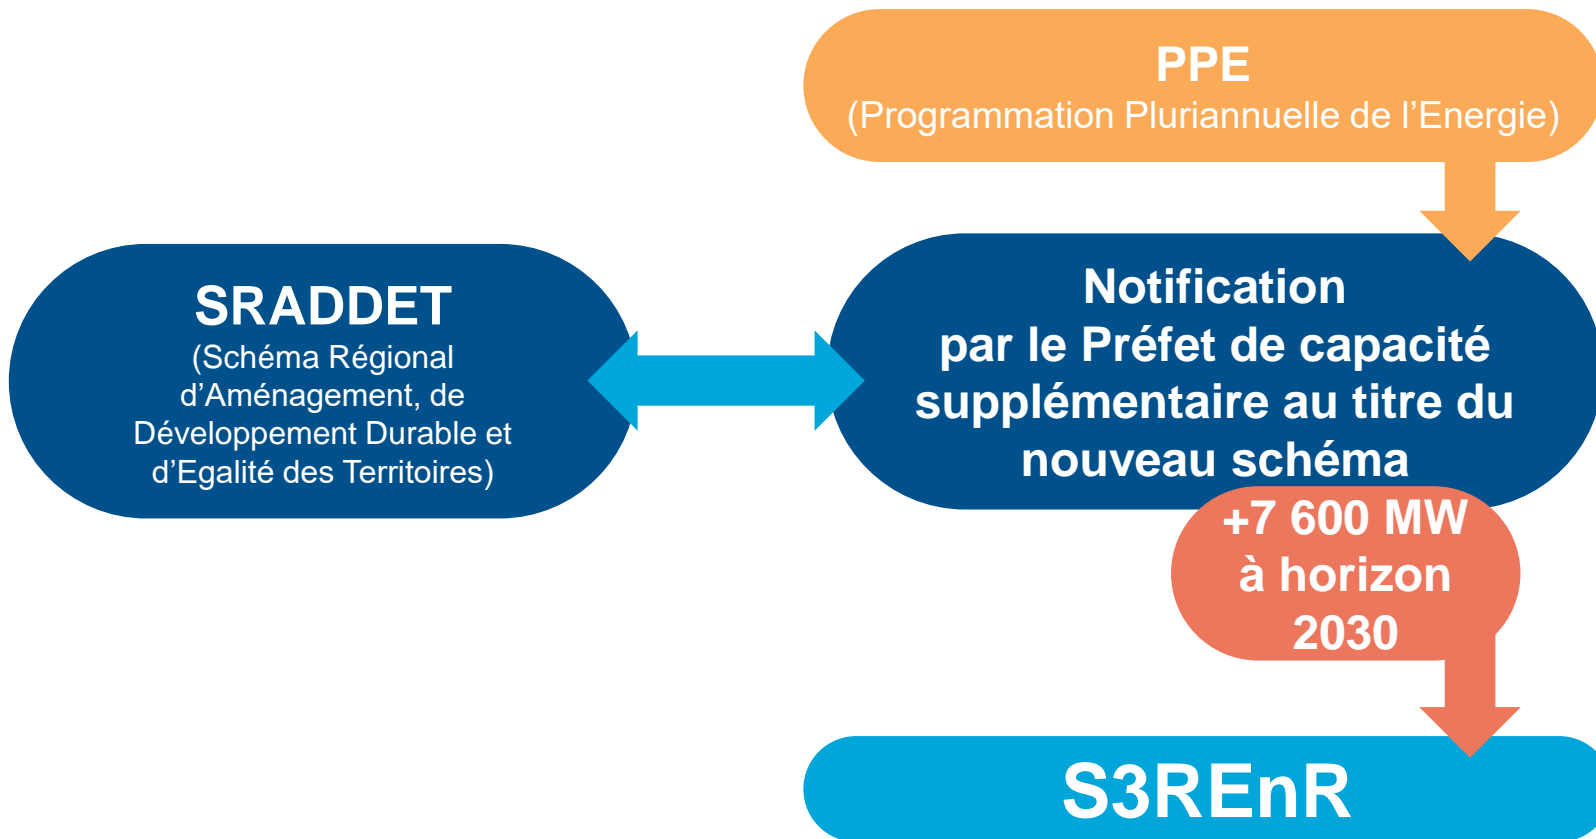 PPE
(Programmation Pluriannuelle de l’Energie)
SRADDET
(Schéma Régional
d’Aménagement, de
Développement Durable et
d’Egalité des Territoires)
Notification
par le Préfet de capacité
supplémentaire au titre du
nouveau schéma
+7 600 MW
à horizon
2030
S3REnR